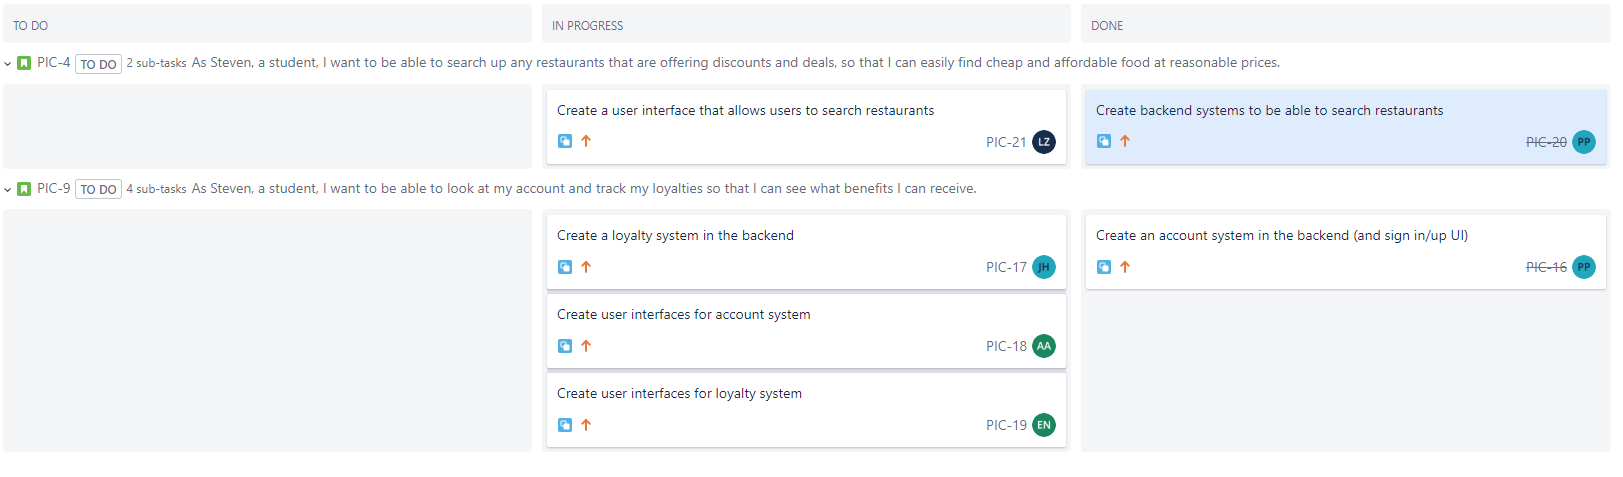 TO DO
IN PROGRESS
DONE
PIC-4 TO DO 2 sub-tasks As Steven, a student, I want to be able to search up any restaurants that are offering discounts and deals, so that I can easily find cheap and affordable food at reasonable prices.
Create a user interface that allows users to search restaurants
PIC-21 LZ
Create backend systems to be able to search restaurants
PIC-20 PP
PIC-9 TO DO 4 sub-tasks As Steven, a student, I want to be able to look at my account and track my loyalties so that I can see what benefits I can receive.
Create a loyalty system in the backend
PIC-17 JH
Create user interfaces for account system
PIC-18 AA
Create user interfaces for loyalty system
PIC-19 EN
Create an account system in the backend (and sign in/up UI)
PIC-16 PP